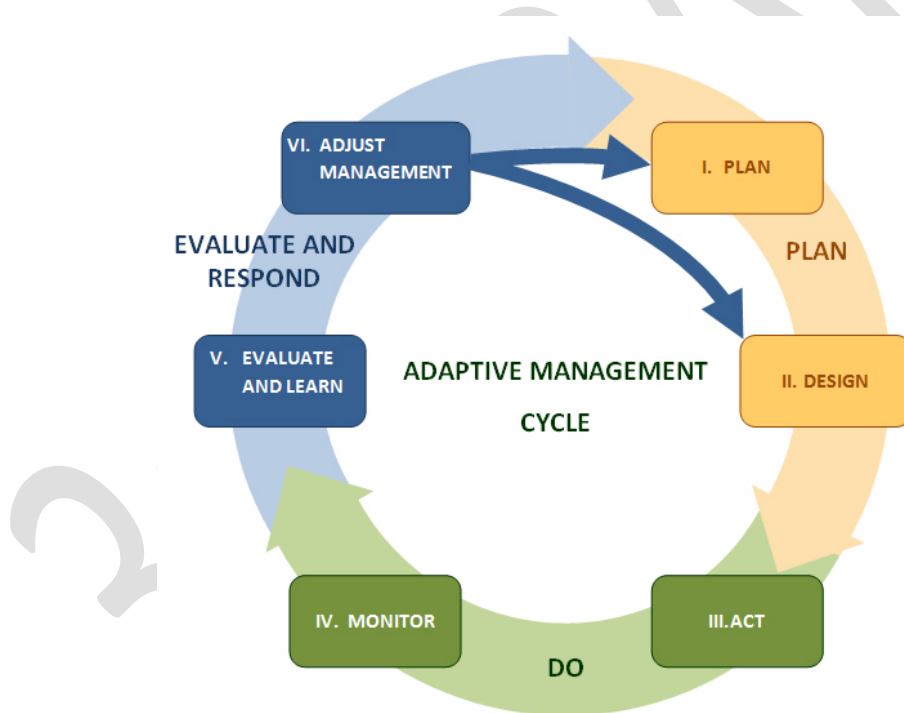 VI. ADJUST
MANAGEMENT
I. PLAN
EVALUATE AND
RESPOND
PLAN
V. EVALUATE
AND LEARN
ADAPTIVE MANAGEMENT
CYCLE
II. DESIGN
IV. MONITOR
III.ACT
DO